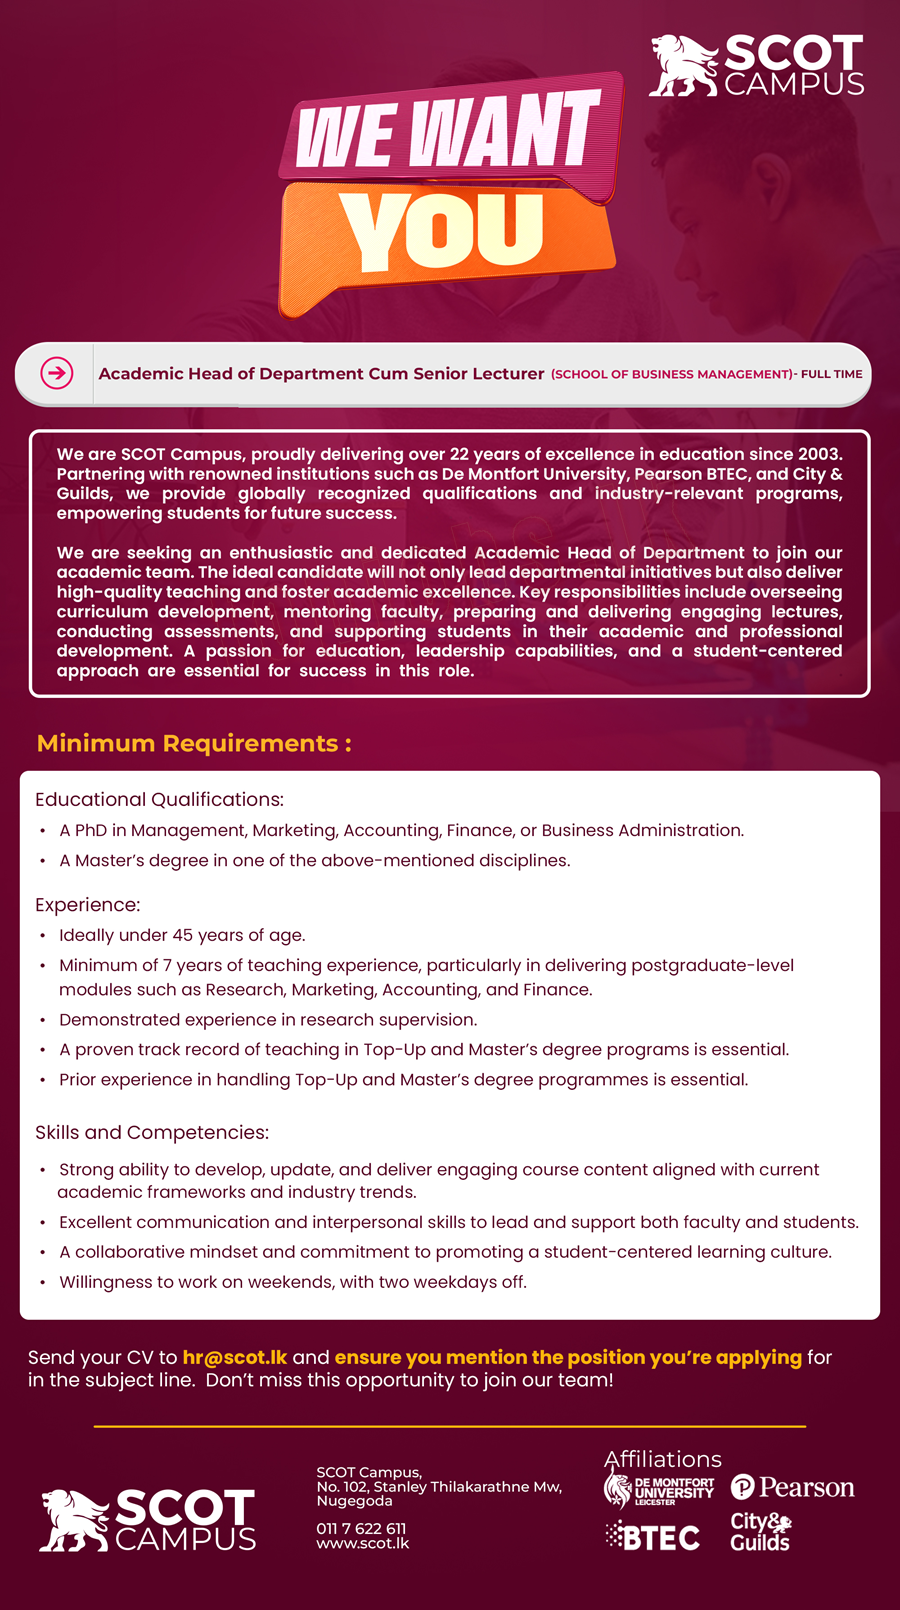 SCOT
CAMPUS
WE WANT
YOU
Academic Head of Department Cum Senior Lecturer (SCHOOL OF BUSINESS MANAGEMENT)- FULL TIME
We are SCOT Campus, proudly delivering over 22 years of excellence in education since 2003.
Partnering with renowned institutions such as De Montfort University, Pearson BTEC, and City &
Guilds, we provide globally recognized qualifications and industry-relevant programs,
empowering students for future success.
We are seeking an enthusiastic and dedicated Academic Head of Department to join our
academic team. The ideal candidate will not only lead departmental initiatives but also deliver
high-quality teaching and foster academic excellence. Key responsibilities include overseeing
curriculum development, mentoring faculty, preparing and delivering engaging lectures,
conducting assessments, and supporting students in their academic and professional
development. A passion for education, leadership capabilities, and a student-centered
approach are essential for success in this role.
Minimum Requirements :
Educational Qualifications:
• A PhD in Management, Marketing, Accounting, Finance, or Business Administration.
• A Master's degree in one of the above-mentioned disciplines.
Experience:
• Ideally under 45 years of age.
• Minimum of 7 years of teaching experience, particularly in delivering postgraduate-level
modules such as Research, Marketing, Accounting, and Finance.
• Demonstrated experience in research supervision.
• A proven track record of teaching in Top-Up and Master's degree programs is essential.
• Prior experience in handling Top-Up and Master's degree programmes is essential.
Skills and Competencies:
• Strong ability to develop, update, and deliver engaging course content aligned with current
academic frameworks and industry trends.
• Excellent communication and interpersonal skills to lead and support both faculty and students.
• A collaborative mindset and commitment to promoting a student-centered learning culture.
• Willingness to work on weekends, with two weekdays off.
Send your CV to hr@scot.lk and ensure you mention the position you're applying for
in the subject line. Don't miss this opportunity to join our team!
SCOT
CAMPUS
SCOT Campus,
No. 102, Stanley Thilakarathne Mw,
Nugegoda
011 7 622 611
www.scot.lk
Affiliations
DE MONTFORT
UNIVERSITY
LEICESTER
Pearson
BTEC
City&
Guilds